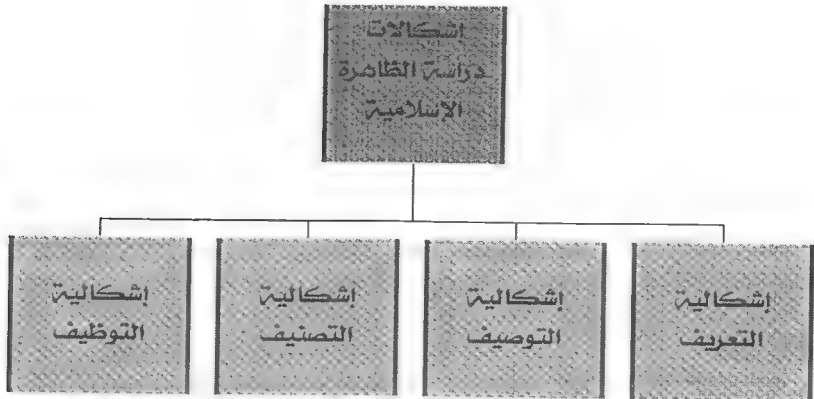 إشكالات
دراسة الظاهرة
الإسلامية
إشكالية
التعريف
إشكالية
التوصيف
إشكالية
التصنيف
إشكالية
التوظيف